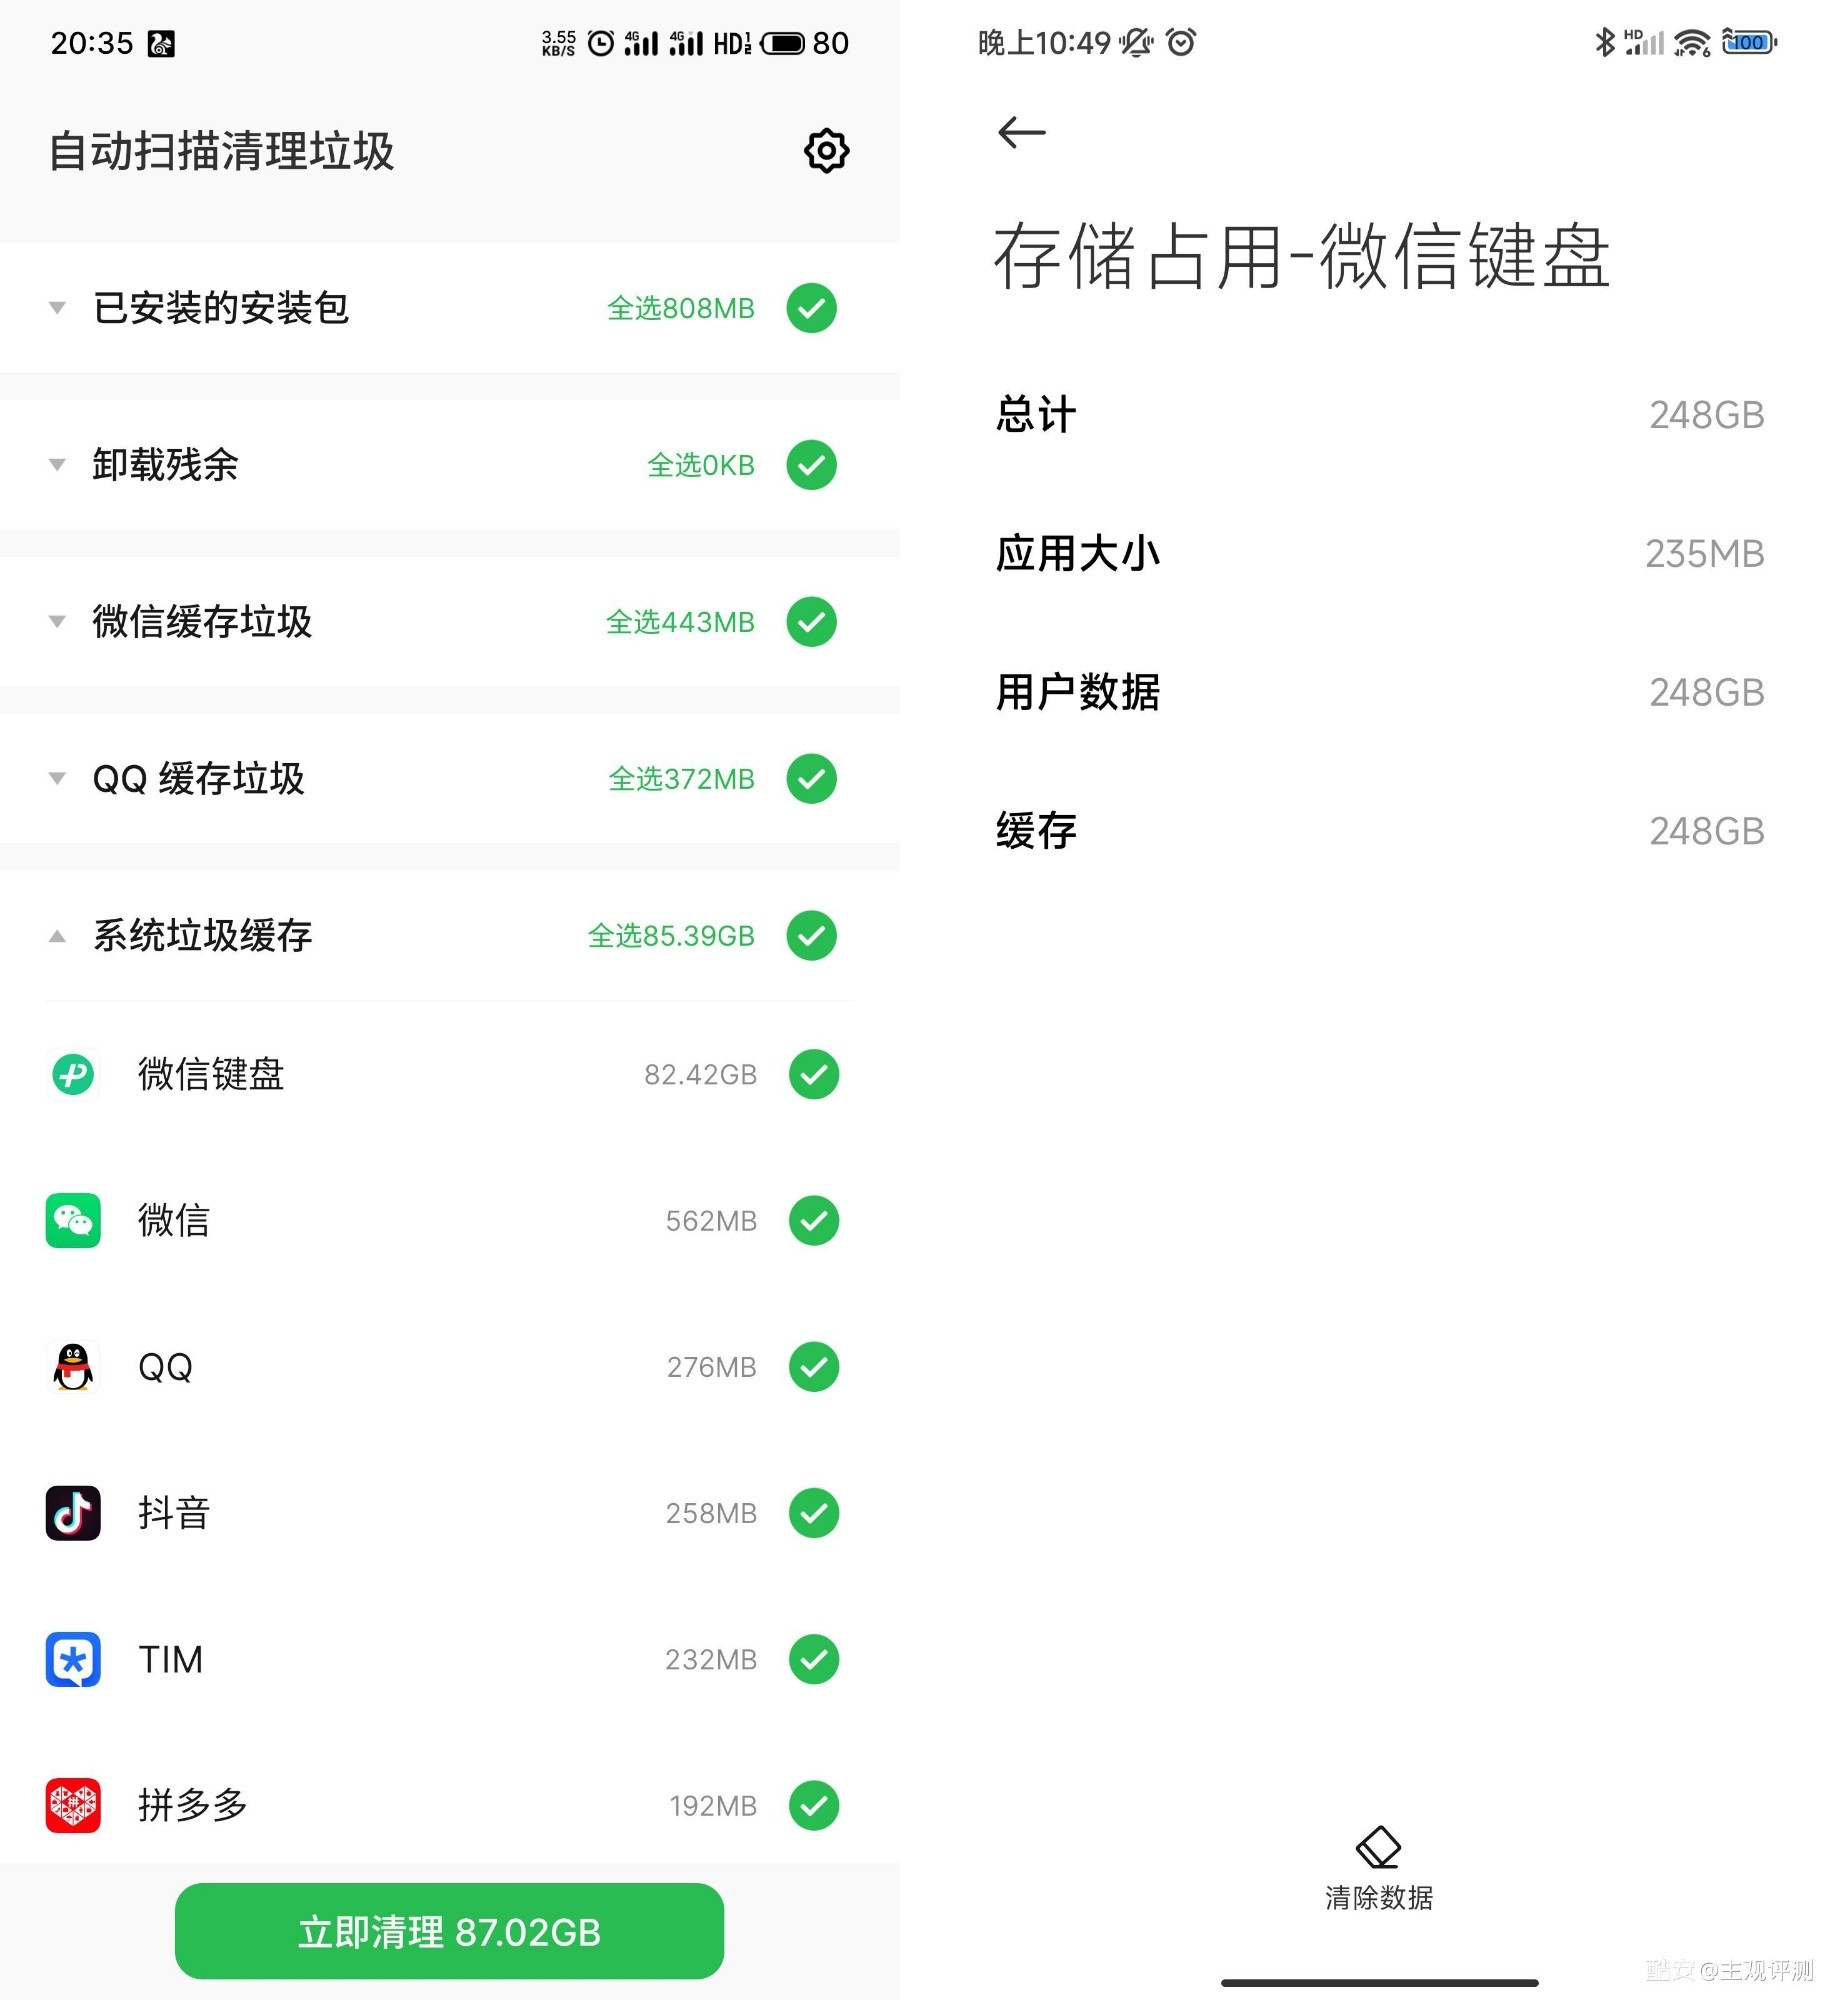 20:35
3.55 KB/S 4G 4G HD 1 2 80
自动扫描清理垃圾
已安装的安装包 全选808MB
卸载残余 全选0KB
微信缓存垃圾 全选443MB
QQ 缓存垃圾 全选372MB
系统垃圾缓存 全选85.39GB
微信键盘 82.42GB
微信 562MB
QQ 276MB
抖音 258MB
TIM 232MB
拼多多 192MB
立即清理 87.02GB
晚上10:49 HD 6 100
存储占用-微信键盘
总计 248GB
应用大小 235MB
用户数据 248GB
缓存 248GB
清除数据
酷安@主观评测